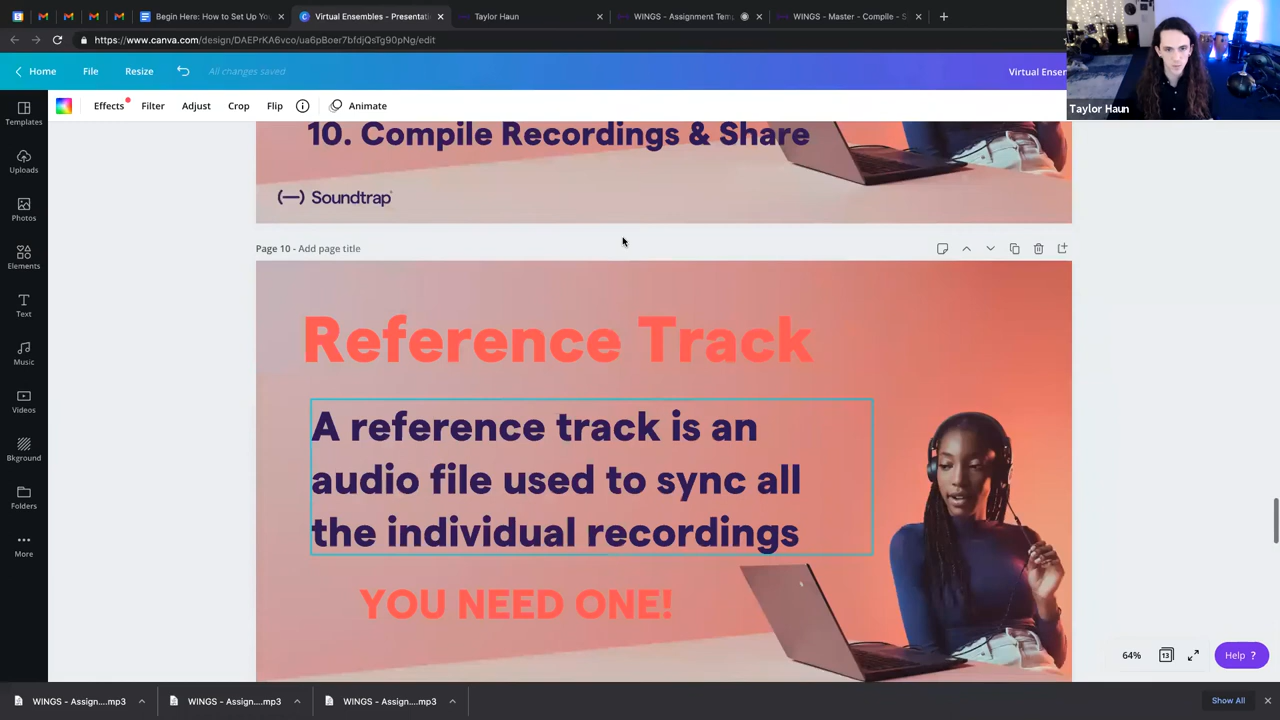 Begin Here: How to Set Up Yo
Virtual Ensembles - Presentati
Taylor Haun
WINGS - Assignment Tem
WINGS - Master - Compile - S
https://www.canva.com/design/DAEPrKA6vco/ua6pBoer7bfdjQsTg90pNg/edit
Home
File
Resize
All changes saved
Virtual Ensem
Taylor Haun
Effects
Filter
Adjust
Crop
Flip
Animate
Templates
Uploads
Photos
Elements
Text
Music
Videos
Bkground
Folders
More
10. Compile Recordings & Share
Soundtrap
Page 10 - Add page title
Reference Track
A reference track is an
audio file used to sync all
the individual recordings
YOU NEED ONE!
64%
13
Help ?
WINGS - Assign....mp3
WINGS - Assign....mp3
WINGS - Assign....mp3
Show All